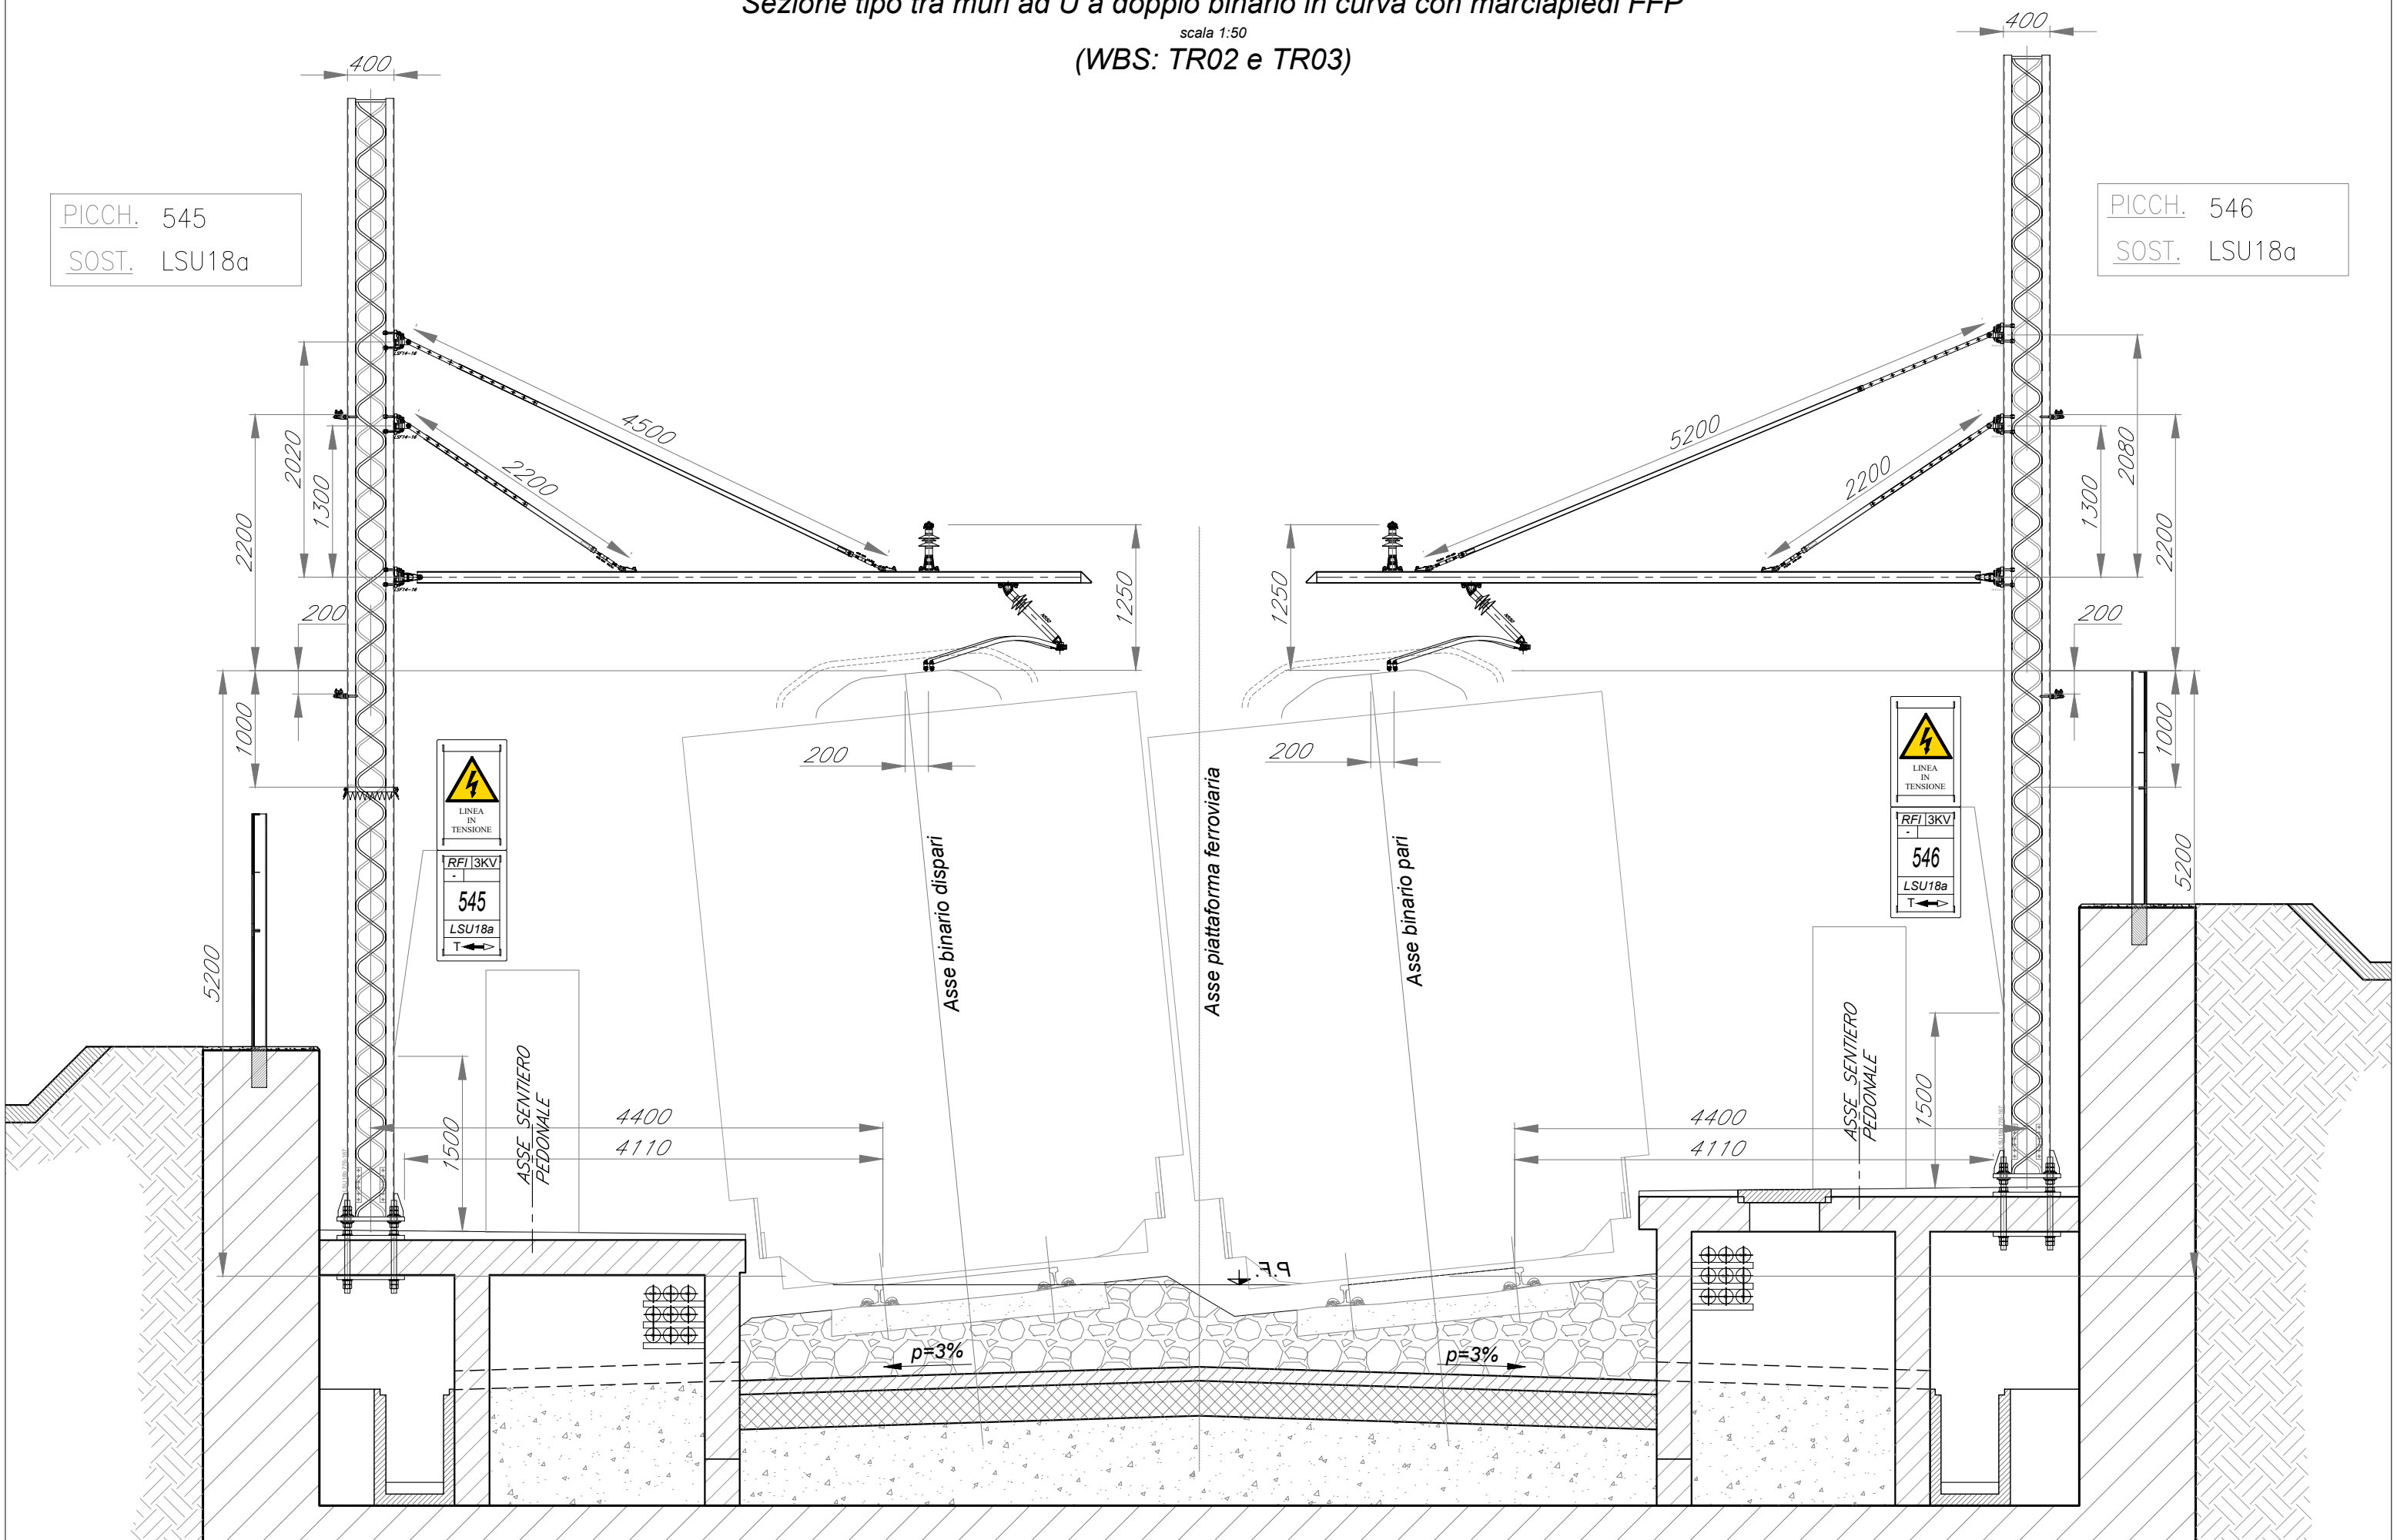 Sezione tipo tra muri ad U a doppio binario in curva con marciapiedi FFP
scala 1:50
(WBS: TR02 e TR03)
400
400
PICCH. 545
SOST. LSU18a
PICCH. 546
SOST. LSU18a
4500
2200
2020
1300
2200
200
1000
5200
1250
200
5200
2200
2080
1300
2200
200
1000
5200
1250
200
LINEA
IN
TENSIONE
RFI 3KV
-
545
LSU18a
T
LINEA
IN
TENSIONE
RFI 3KV
-
546
LSU18a
T
Asse binario dispari
Asse piattaforma ferroviaria
Asse binario pari
ASSE SENTIERO
PEDONALE
1500
4400
4110
ASSE SENTIERO
PEDONALE
1500
4400
4110
P.F.
p=3%
p=3%